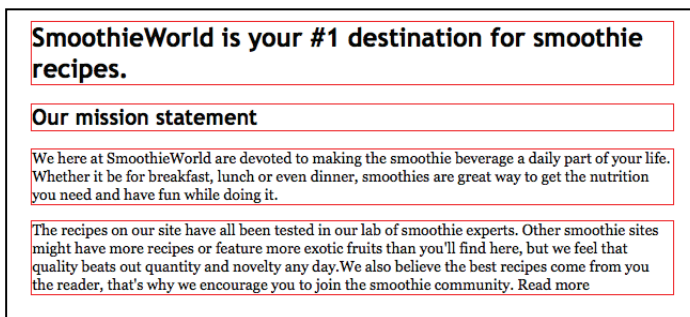 SmoothieWorld is your #1 destination for smoothie
recipes.
Our mission statement
We here at SmoothieWorld are devoted to making the smoothie beverage a daily part of your life.
Whether it be for breakfast, lunch or even dinner, smoothies are great way to get the nutrition
you need and have fun while doing it.
The recipes on our site have all been tested in our lab of smoothie experts. Other smoothie sites
might have more recipes or feature more exotic fruits than you'll find here, but we feel that
quality beats out quantity and novelty any day.We also believe the best recipes come from you
the reader, that's why we encourage you to join the smoothie community. Read more